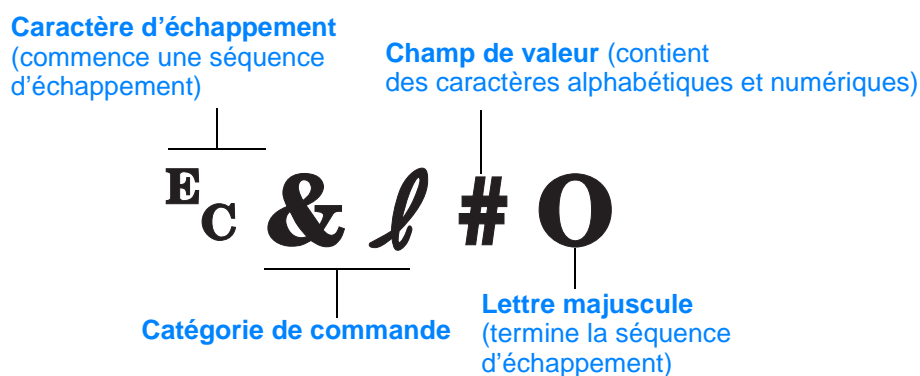 Caractère d’échappement
(commence une séquence
d’échappement)
Champ de valeur (contient
des caractères alphabétiques et numériques)
E C & ℓ # O
Catégorie de commande
Lettre majuscule
(termine la séquence
d’échappement)